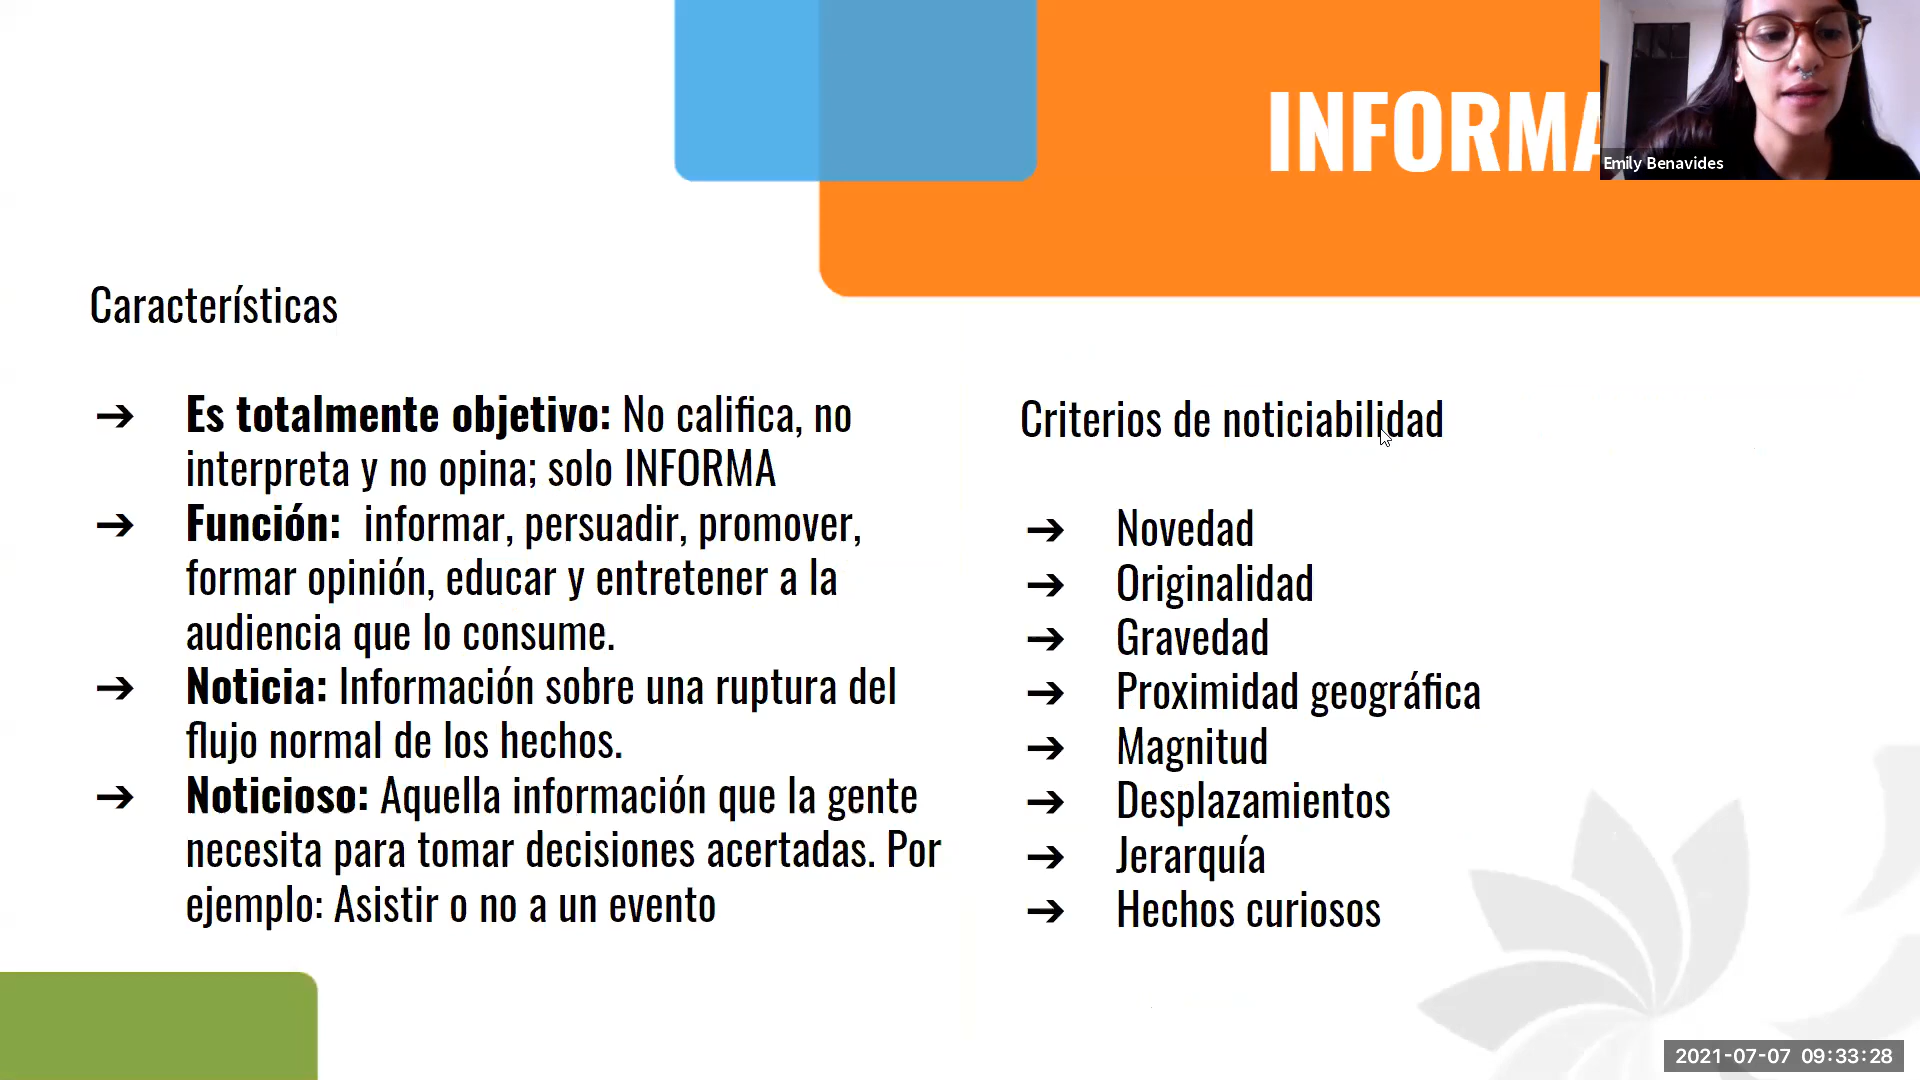 INFORMA
Emily Benavides
Características
➔ Es totalmente objetivo: No califica, no
interpreta y no opina; solo INFORMA
➔ Función: informar, persuadir, promover,
formar opinión, educar y entretener a la
audiencia que lo consume.
➔ Noticia: Información sobre una ruptura del
flujo normal de los hechos.
➔ Noticioso: Aquella información que la gente
necesita para tomar decisiones acertadas. Por
ejemplo: Asistir o no a un evento
Criterios de noticiabilidad
➔ Novedad
➔ Originalidad
➔ Gravedad
➔ Proximidad geográfica
➔ Magnitud
➔ Desplazamientos
➔ Jerarquía
➔ Hechos curiosos
2021-07-07 09:33:28